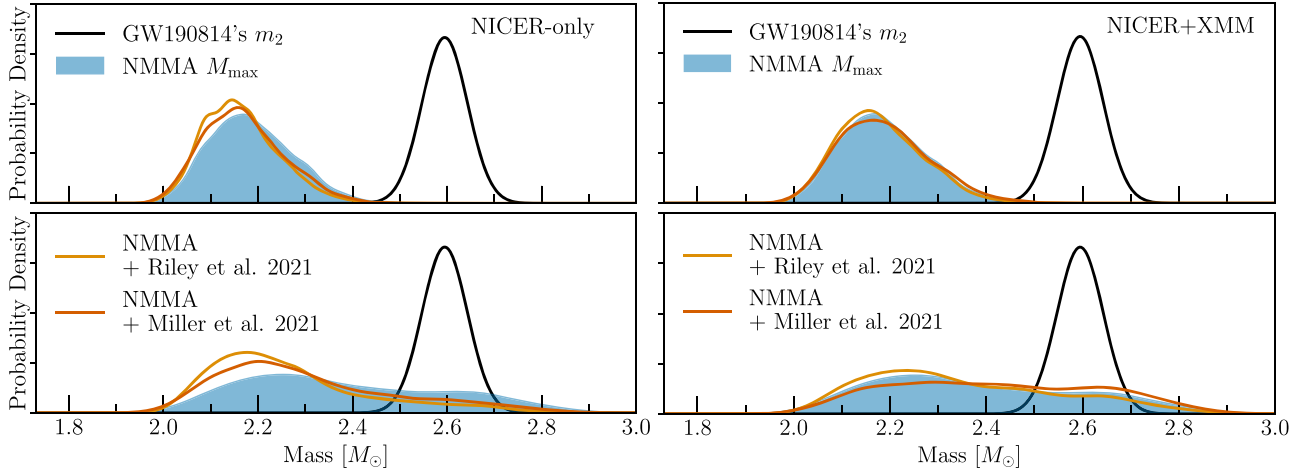 Probability Density
GW190814's m₂
NMMA M_max
NICER-only
GW190814's m₂
NMMA M_max
NICER+XMM
Probability Density
NMMA
+ Riley et al. 2021
NMMA
+ Miller et al. 2021
NMMA
+ Riley et al. 2021
NMMA
+ Miller et al. 2021
1.8 2.0 2.2 2.4 2.6 2.8 3.0
1.8 2.0 2.2 2.4 2.6 2.8 3.0
Mass [M☉]
Mass [M☉]